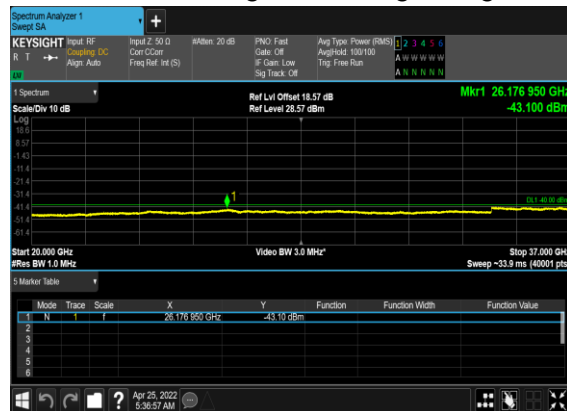 Spectrum Analyzer 1
Swept SA
+
KEYSIGHT Input: RF Input Z: 50 Ω #Atten: 20 dB PNO: Fast Avg Type: Power (RMS) 1 2 3 4 5 6
R T Coupling: DC Corr CCorr Gate: Off Avg|Hold: 100/100 A W W W W W
Align: Auto Freq Ref: Int (S) IF Gain: Low Trig: Free Run
Sig Track: Off A N N N N N
1 Spectrum Ref Lvl Offset 18.57 dB Mkr1 26.176 950 GHz
Scale/Div 10 dB Ref Level 28.57 dBm -43.100 dBm
Log
18.6
8.57
-1.43
-11.4
-21.4
-31.4
1
DL1 -40.00 dBm
-41.4
-51.4
-61.4
Start 20.000 GHz Video BW 3.0 MHz* Stop 37.000 GHz
#Res BW 1.0 MHz Sweep ~33.9 ms (40001 pts)
5 Marker Table
Mode Trace Scale X Y Function Function Width Function Value
1 N 1 f 26.176 950 GHz -43.10 dBm
2
3
4
5
6
? Apr 25, 2022
5:36:57 AM